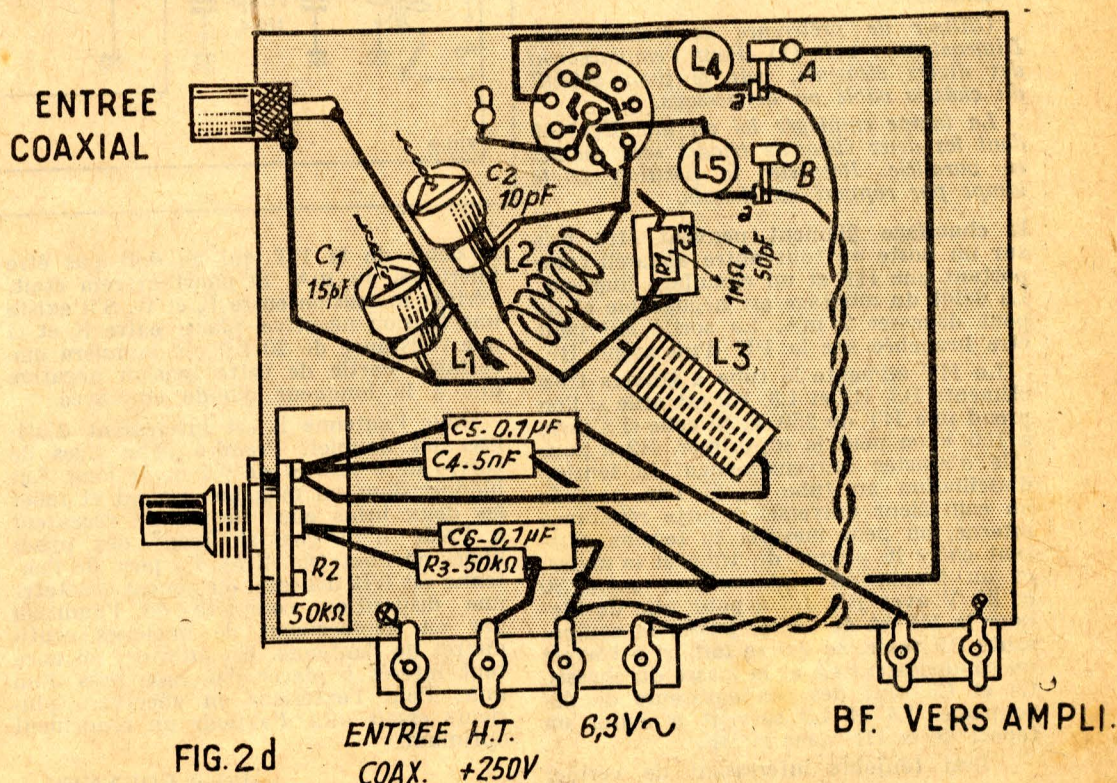 ENTREE
COAXIAL
L4
A
a
L5
B
a
C2
10pF
L2
C1
15pF
L1
R1
C3
1MΩ
50pF
L3
C5-0,1µF
C4.5nF
C6-0,1µF
R3-50kΩ
R2
50kΩ
ENTREE H.T. 6,3V~
COAX. +250V
BF. VERS AMPLI.
FIG. 2d